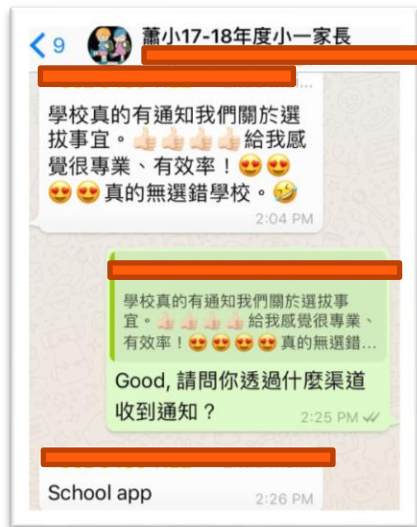 9
蕭小17-18年度小一家長
學校真的有通知我們關於選
拔事宜。👍🏻👍🏻👍🏻👍🏻給我感
覺很專業、有效率！😍😍
😍😍真的無選錯學校。🤣
2:04 PM
學校真的有通知我們關於選拔事
宜。👍🏻👍🏻👍🏻👍🏻給我感覺很專業、
有效率！😍😍😍😍真的無選錯...
Good, 請問你透過什麼渠道
收到通知？
2:25 PM
School app
2:26 PM